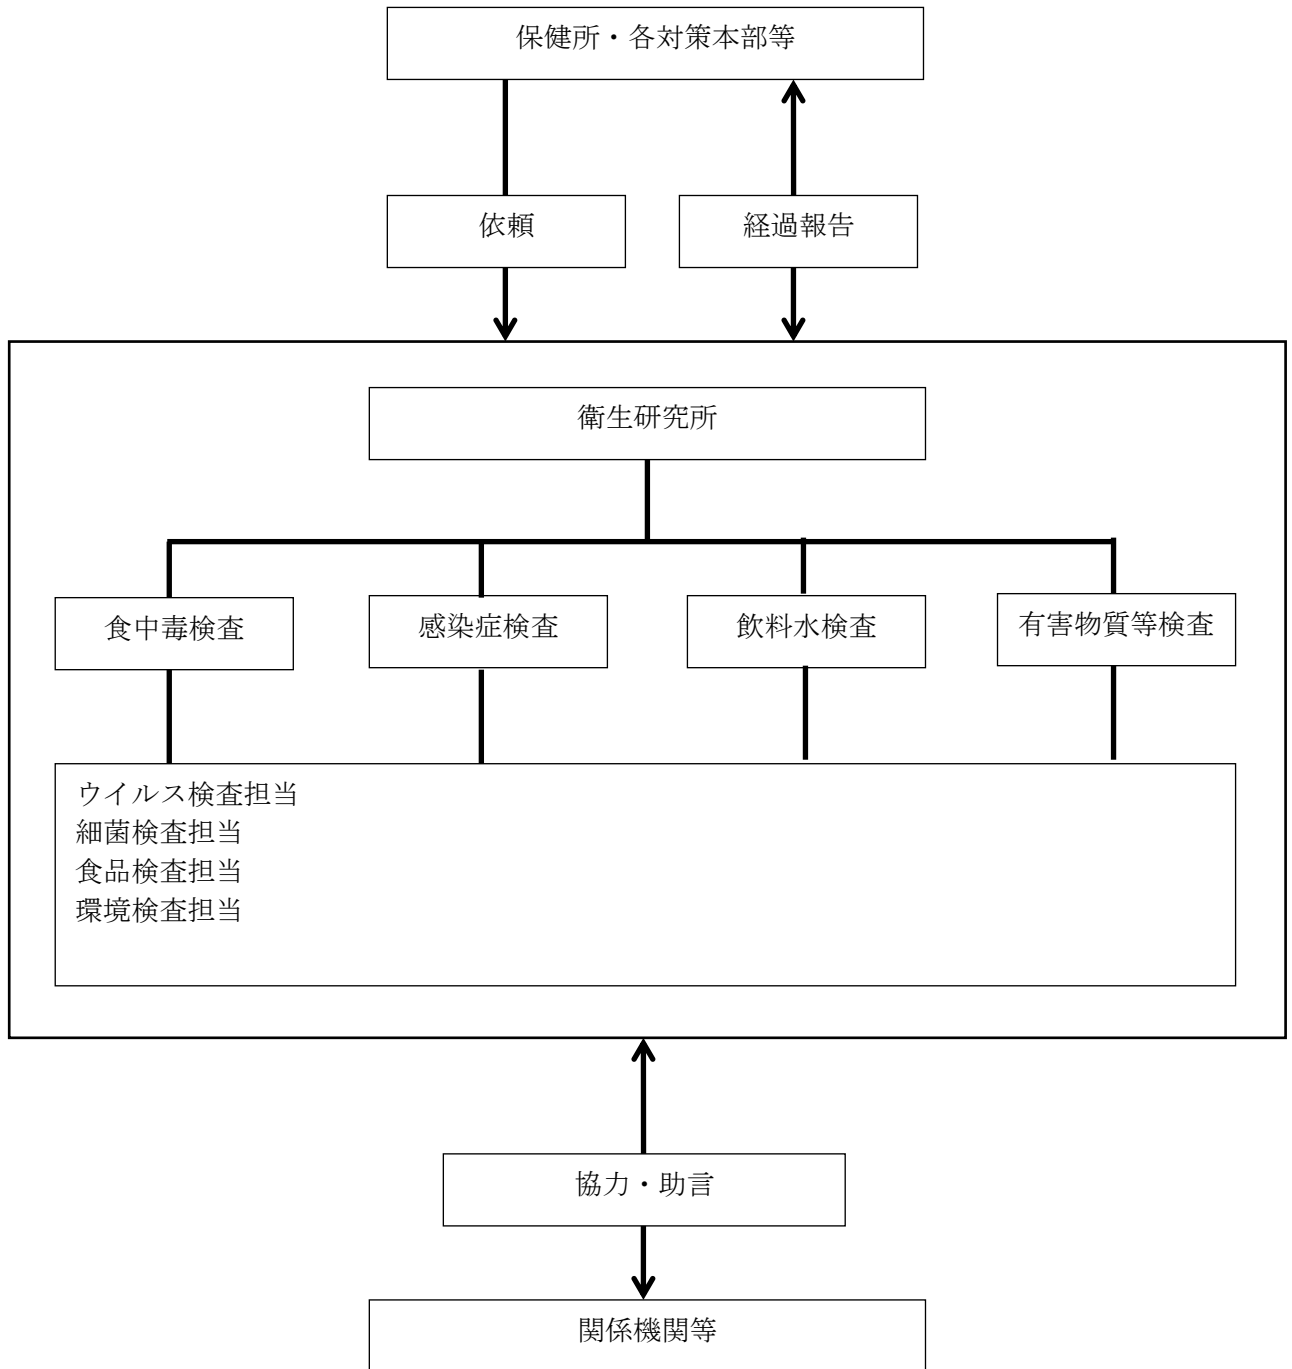 保健所・各対策本部等
依頼
経過報告
衛生研究所
食中毒検査
感染症検査
飲料水検査
有害物質等検査
ウイルス検査担当
細菌検査担当
食品検査担当
環境検査担当
協力・助言
関係機関等